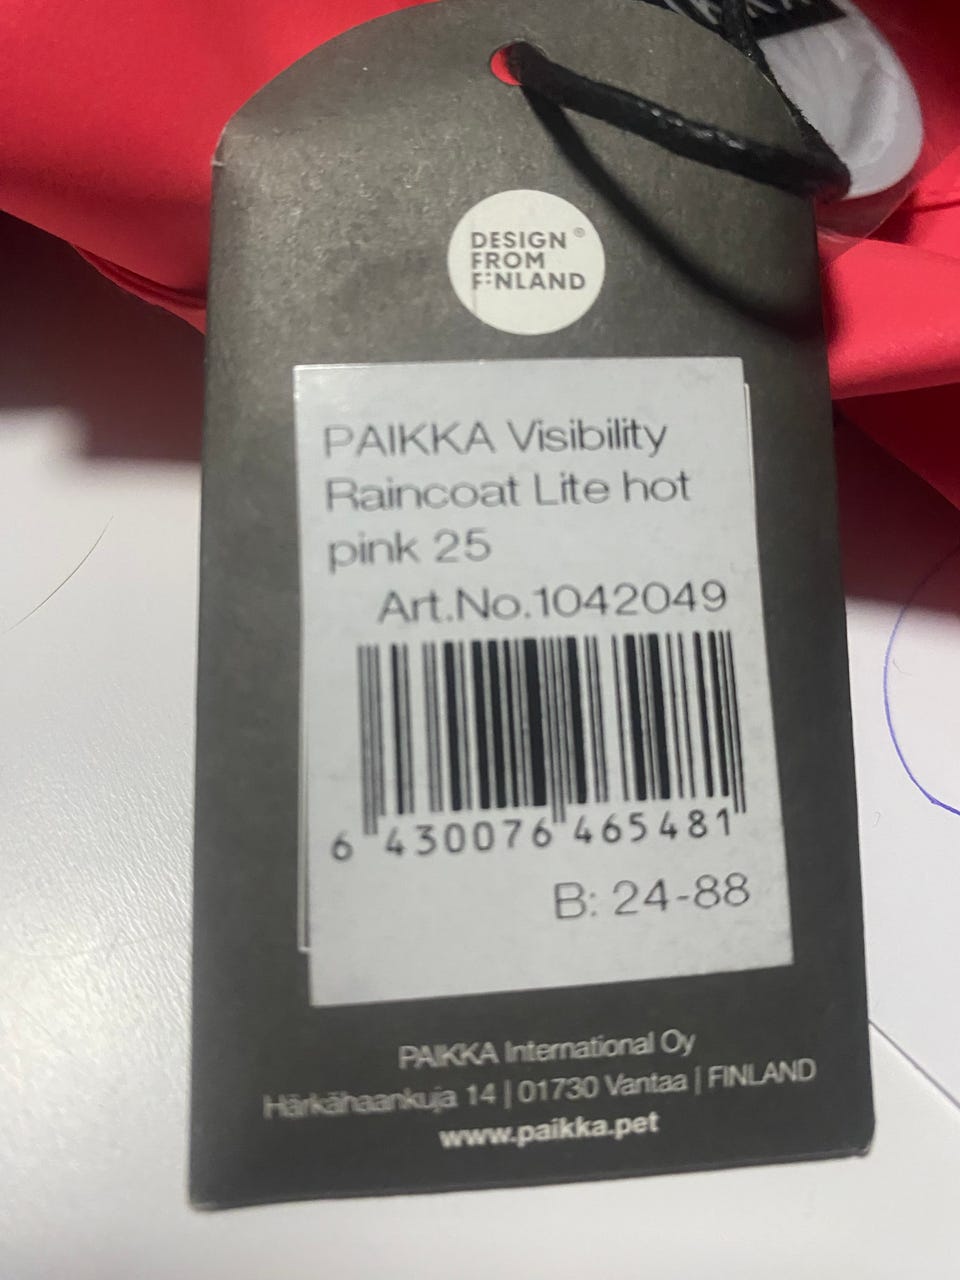 DESIGN ®
FROM
FINLAND
PAIKKA Visibility
Raincoat Lite hot
pink 25
Art.No.1042049
6 430076 465481
B: 24-88
PAIKKA International Oy
Härkähaankuja 14 | 01730 Vantaa | FINLAND
www.paikka.pet